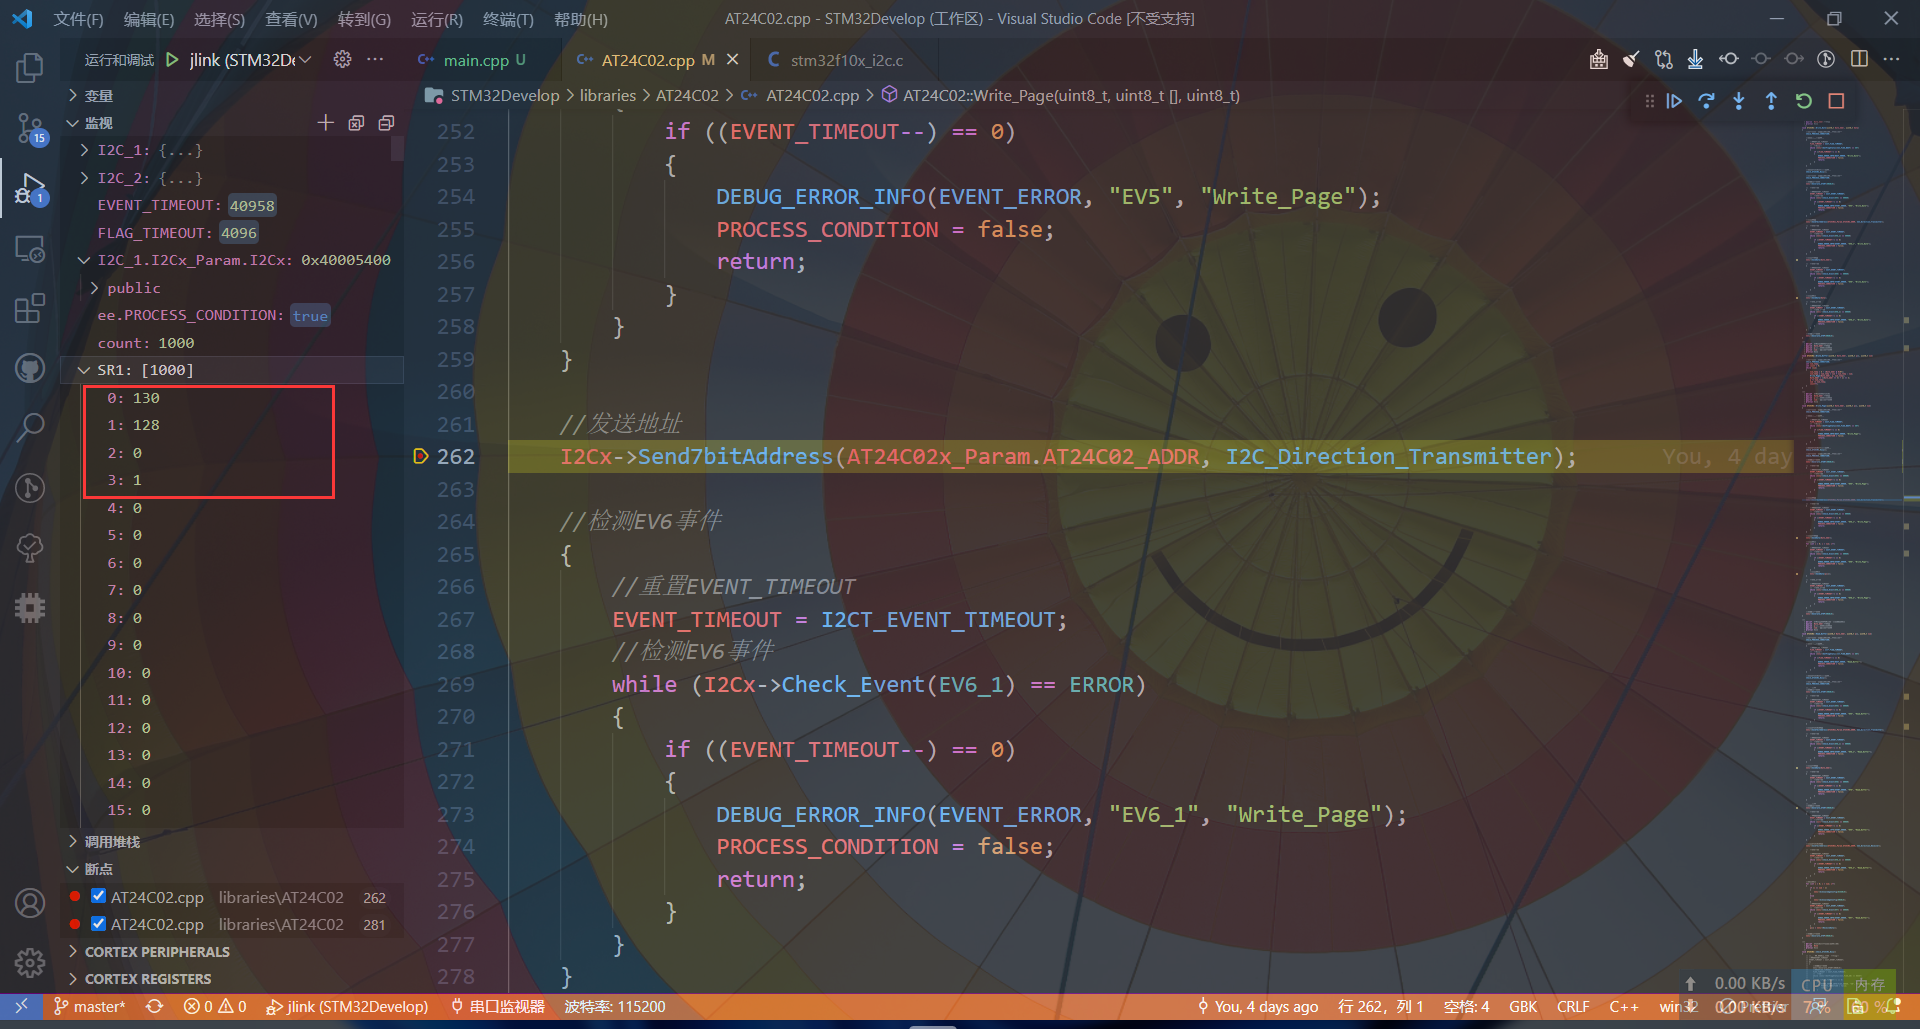 文件(F) 编辑(E) 选择(S) 查看(V) 转到(G) 运行(R) 终端(T) 帮助(H) AT24C02.cpp - STM32Develop (工作区) - Visual Studio Code [不受支持]
运行和调试 jlink (STM32De main.cpp U AT24C02.cpp M stm32f10x_i2c.c
STM32Develop > libraries > AT24C02 > AT24C02.cpp > AT24C02::Write_Page(uint8_t, uint8_t [], uint8_t)
变量
监视
I2C_1: {...}
I2C_2: {...}
EVENT_TIMEOUT: 40958
FLAG_TIMEOUT: 4096
I2C_1.I2Cx_Param.I2Cx: 0x40005400
public
ee.PROCESS_CONDITION: true
count: 1000
SR1: [1000]
0: 130
1: 128
2: 0
3: 1
4: 0
5: 0
6: 0
7: 0
8: 0
9: 0
10: 0
11: 0
12: 0
13: 0
14: 0
15: 0
调用堆栈
断点
AT24C02.cpp libraries\AT24C02 262
AT24C02.cpp libraries\AT24C02 281
CORTEX PERIPHERALS
CORTEX REGISTERS
15
1
252 if ((EVENT_TIMEOUT--) == 0)
253 {
254 DEBUG_ERROR_INFO(EVENT_ERROR, "EV5", "Write_Page");
255 PROCESS_CONDITION = false;
256 return;
257 }
258 }
259 }
260
261 //发送地址
262 I2Cx->Send7bitAddress(AT24C02x_Param.AT24C02_ADDR, I2C_Direction_Transmitter); You, 4 day
263
264 //检测EV6事件
265 {
266 //重置EVENT_TIMEOUT
267 EVENT_TIMEOUT = I2CT_EVENT_TIMEOUT;
268 //检测EV6事件
269 while (I2Cx->Check_Event(EV6_1) == ERROR)
270 {
271 if ((EVENT_TIMEOUT--) == 0)
272 {
273 DEBUG_ERROR_INFO(EVENT_ERROR, "EV6_1", "Write_Page");
274 PROCESS_CONDITION = false;
275 return;
276 }
277 }
278 }
0.00 KB/s CPU 内存
master* 0 0 jlink (STM32Develop) 串口监视器 波特率: 115200 You, 4 days ago 行 262，列 1 空格: 4 GBK CRLF C++ win32 0.00 KB/s